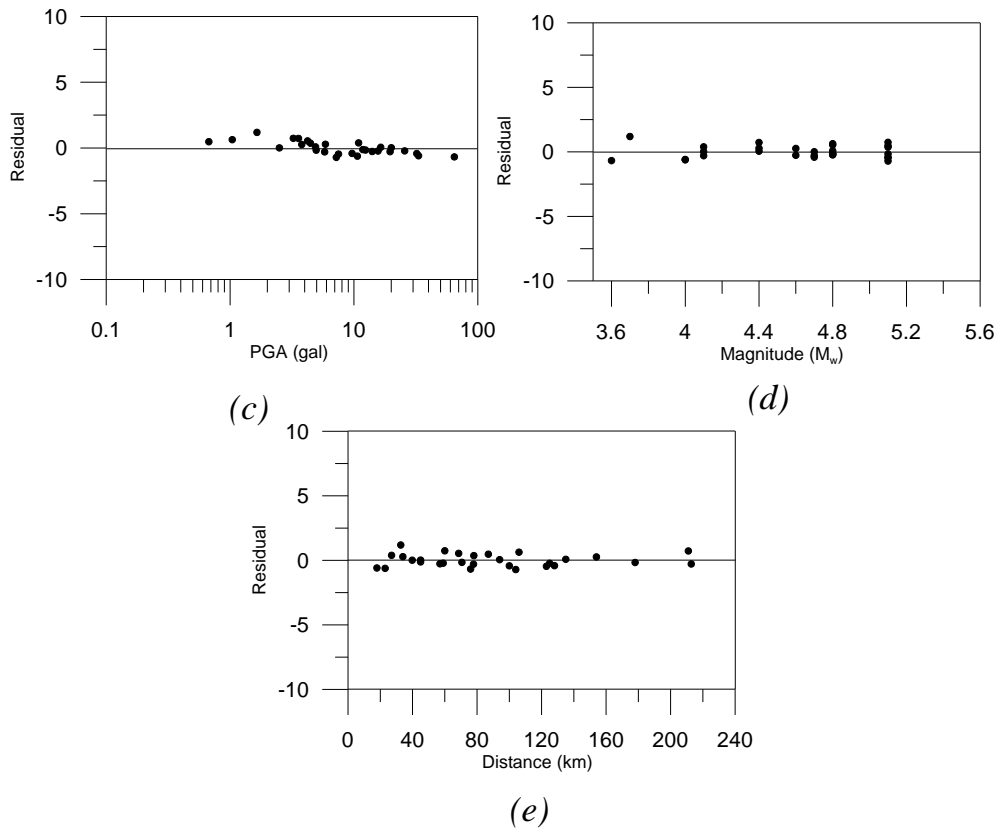 10
5
0
-5
-10
Residual
0.1 1 10 100
PGA (gal)
(c)
10
5
0
-5
-10
Residual
3.6 4 4.4 4.8 5.2 5.6
Magnitude (Mw)
(d)
10
5
0
-5
-10
Residual
0 40 80 120 160 200 240
Distance (km)
(e)